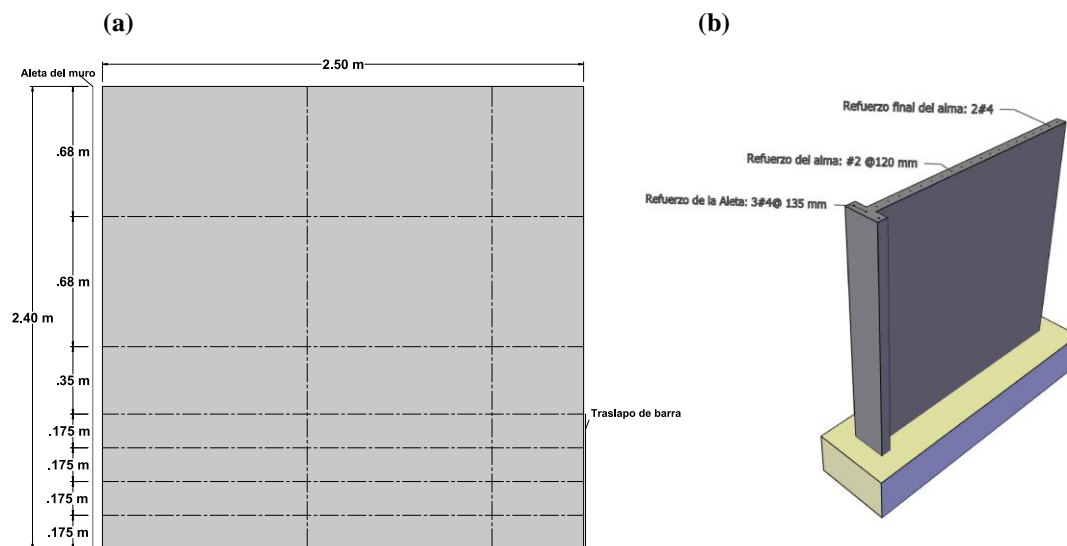 (a)
(b)
2.50 m
Aleta del muro
.68 m
.68 m
2.40 m
.35 m
.175 m
.175 m
.175 m
.175 m
Traslapo de barra
Refuerzo final del alma: 2#4
Refuerzo del alma: #2 @120 mm
Refuerzo de la Aleta: 3#4@ 135 mm